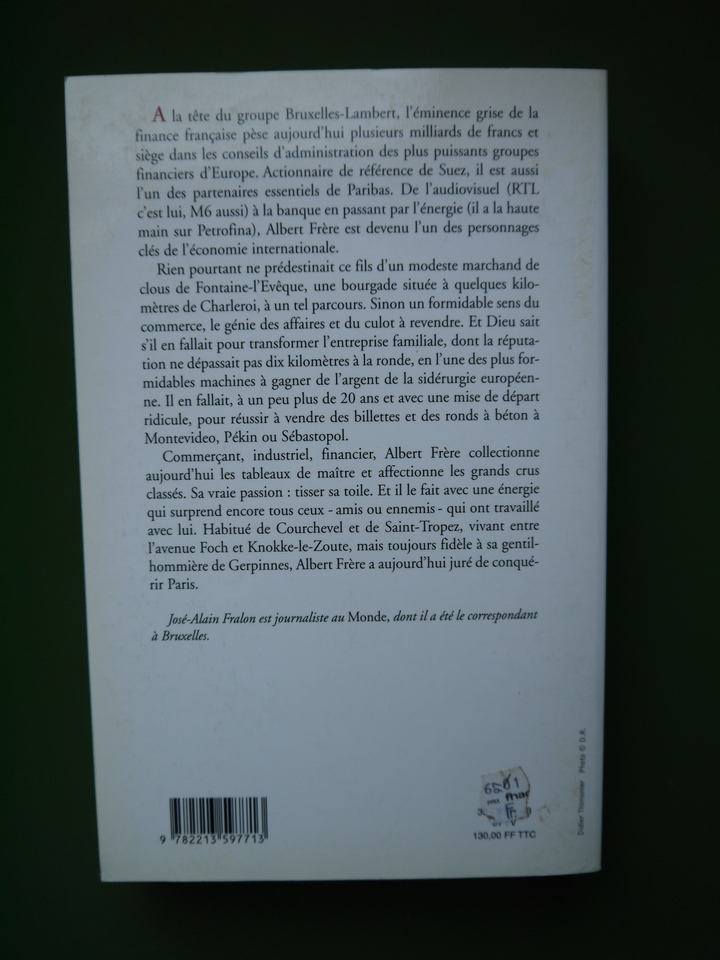 A la tête du groupe Bruxelles-Lambert, l'éminence grise de la
finance française pèse aujourd'hui plusieurs milliards de francs et
siège dans les conseils d'administration des plus puissants groupes
financiers d'Europe. Actionnaire de référence de Suez, il est aussi
l'un des partenaires essentiels de Paribas. De l'audiovisuel (RTL
c'est lui, M6 aussi) à la banque en passant par l'énergie (il a la haute
main sur Petrofina), Albert Frère est devenu l'un des personnages
clés de l'économie internationale.
Rien pourtant ne prédestinait ce fils d'un modeste marchand de
clous de Fontaine-l'Evêque, une bourgade située à quelques kilo-
mètres de Charleroi, à un tel parcours. Sinon un formidable sens du
commerce, le génie des affaires et du culot à revendre. Et Dieu sait
s'il en fallait pour transformer l'entreprise familiale, dont la réputa-
tion ne dépassait pas dix kilomètres à la ronde, en l'une des plus for-
midables machines à gagner de l'argent de la sidérurgie européen-
ne. Il en fallait, à un peu plus de 20 ans et avec une mise de départ
ridicule, pour réussir à vendre des billettes et des ronds à béton à
Montevideo, Pékin ou Sébastopol.
Commerçant, industriel, financier, Albert Frère collectionne
aujourd'hui les tableaux de maître et affectionne les grands crus
classés. Sa vraie passion : tisser sa toile. Et il le fait avec une énergie
qui surprend encore tous ceux - amis ou ennemis - qui ont travaillé
avec lui. Habitué de Courchevel et de Saint-Tropez, vivant entre
l'avenue Foch et Knokke-le-Zoute, mais toujours fidèle à sa gentil-
hommière de Gerpinnes, Albert Frère a aujourd'hui juré de conqué-
rir Paris.
José-Alain Fralon est journaliste au Monde, dont il a été le correspondant
à Bruxelles.
Didier Thimonier Photo © D.R.
9 782213 597713
130,00 FF TTC